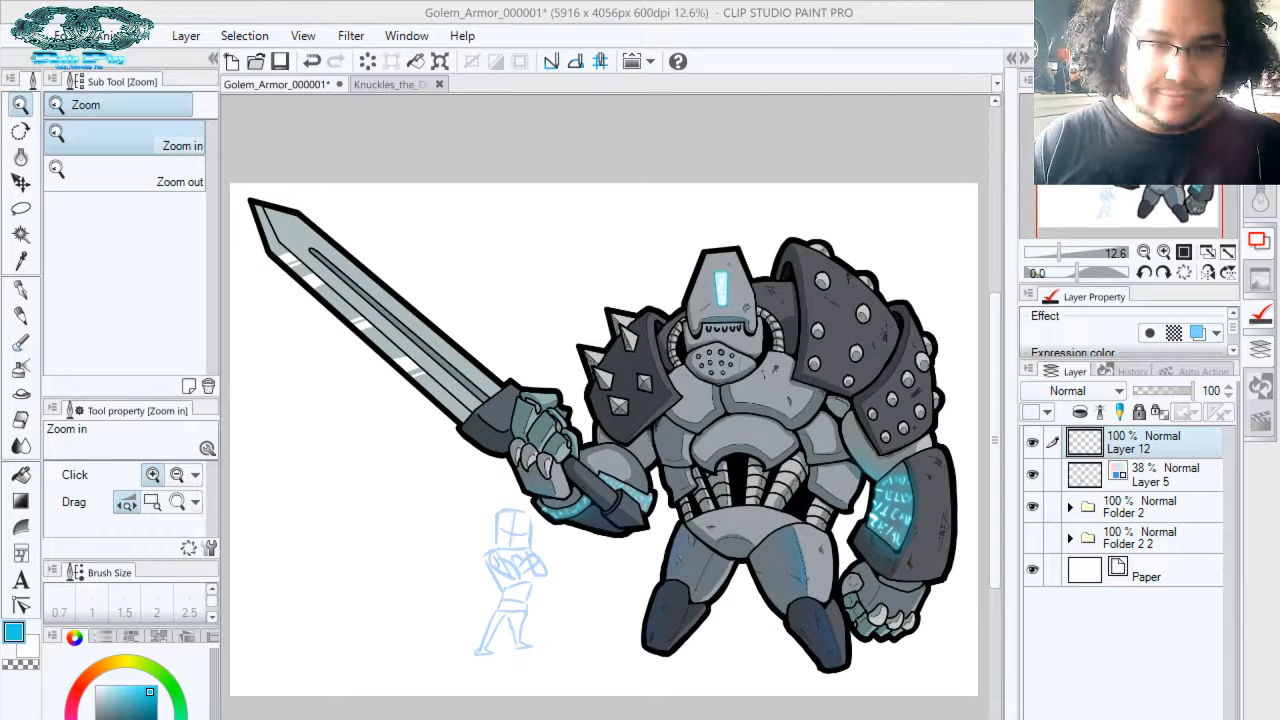 Golem_Armor_000001* (5916 x 4056px 600dpi 12.6%) - CLIP STUDIO PAINT PRO
Layer Selection View Filter Window Help
Sub Tool [Zoom]
Golem_Armor_000001*
Knuckles_the_D
Zoom
Zoom in
Zoom out
12.6
0.0
Layer Property
Effect
Expression color
Layer History Auto Action
Normal 100
100 % Normal
Layer 12
38 % Normal
Layer 5
100 % Normal
Folder 2
100 % Normal
Folder 2 2
Paper
Tool property [Zoom in]
Zoom in
Click
Drag
Brush Size
0.7 1 1.5 2 2.5